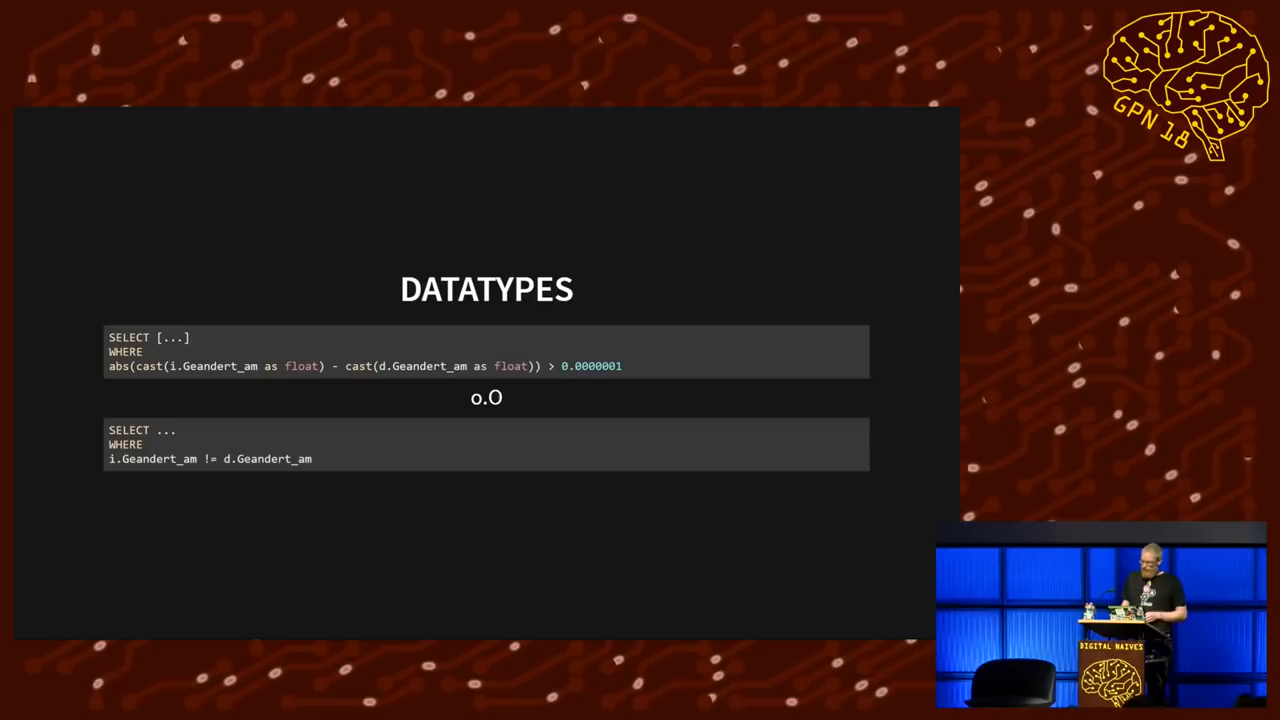 GPN 18
DATATYPES
SELECT [...]
WHERE
abs(cast(i.Geandert_am as float) - cast(d.Geandert_am as float)) > 0.0000001
o.O
SELECT ...
WHERE
i.Geandert_am != d.Geandert_am
DIGITAL NAIVES